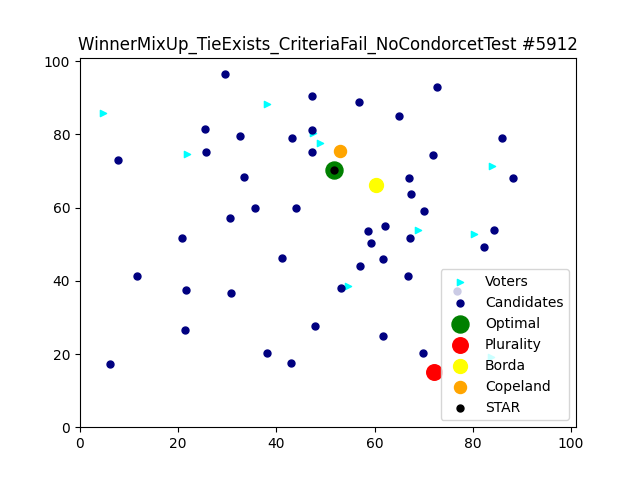 WinnerMixUp_TieExists_CriteriaFail_NoCondorcetTest #5912
100
80
60
40
20
0
0
20
40
60
80
100
Voters
Candidates
Optimal
Plurality
Borda
Copeland
STAR